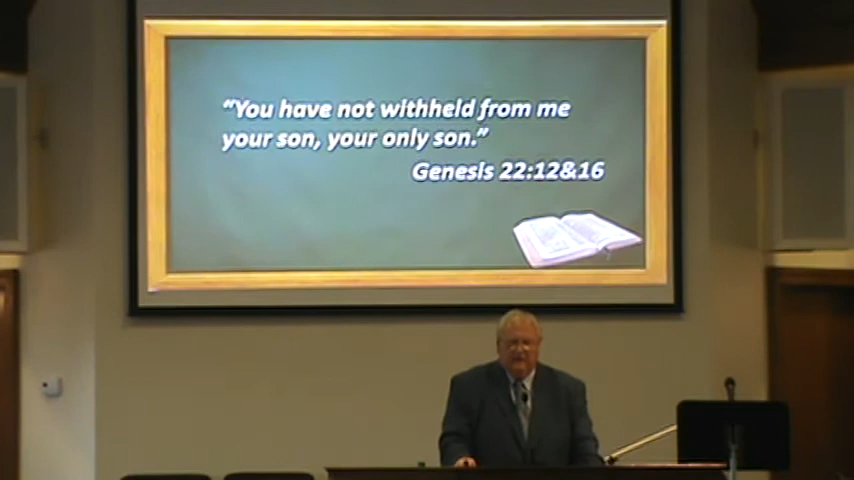 “You have not withheld from me
your son, your only son.”
Genesis 22:12&16